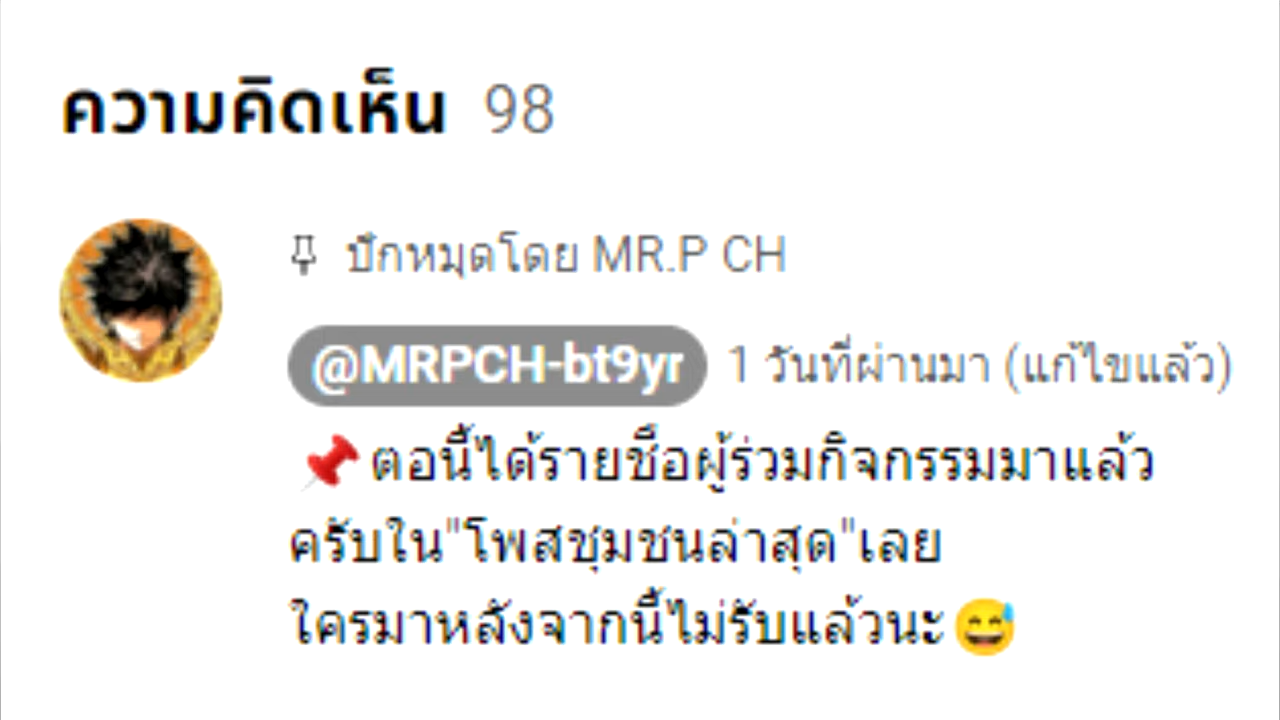 ความคิดเห็น 98
ปักหมุดโดย MR.P CH
@MRPCH-bt9yr 1 วันที่ผ่านมา (แก้ไขแล้ว)
📌ตอนนี้ได้รายชื่อผู้ร่วมกิจกรรมมาแล้ว
ครับใน"โพสชุมชนล่าสุด"เลย
ใครมาหลังจากนี้ไม่รับแล้วนะ😅